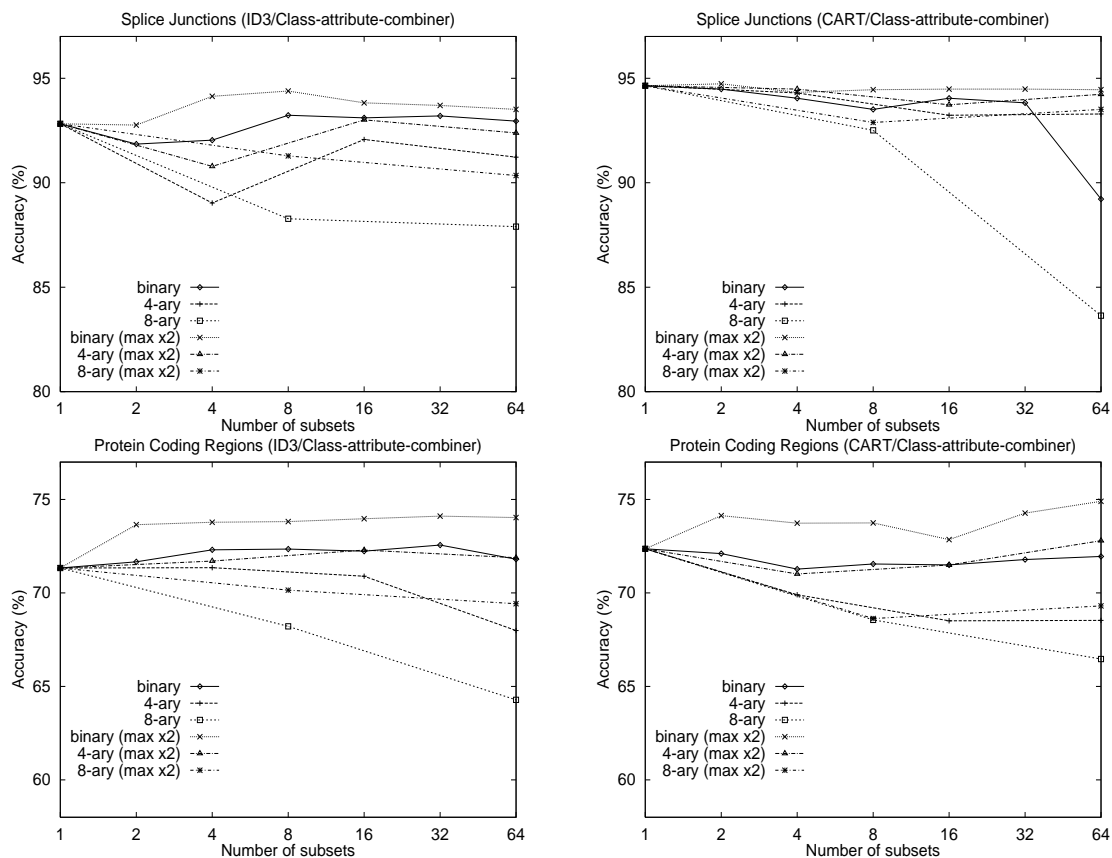 Splice Junctions (ID3/Class-attribute-combiner)
95
90
85
80
Accuracy (%)
binary
4-ary
8-ary
binary (max x2)
4-ary (max x2)
8-ary (max x2)
1 2 4 8 16 32 64
Number of subsets
Splice Junctions (CART/Class-attribute-combiner)
95
90
85
80
Accuracy (%)
binary
4-ary
8-ary
binary (max x2)
4-ary (max x2)
8-ary (max x2)
1 2 4 8 16 32 64
Number of subsets
Protein Coding Regions (ID3/Class-attribute-combiner)
75
70
65
60
Accuracy (%)
binary
4-ary
8-ary
binary (max x2)
4-ary (max x2)
8-ary (max x2)
1 2 4 8 16 32 64
Number of subsets
Protein Coding Regions (CART/Class-attribute-combiner)
75
70
65
60
Accuracy (%)
binary
4-ary
8-ary
binary (max x2)
4-ary (max x2)
8-ary (max x2)
1 2 4 8 16 32 64
Number of subsets